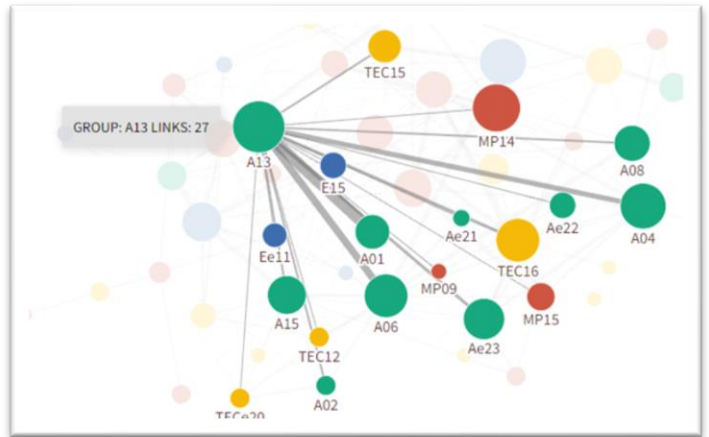 TEC15
GROUP: A13 LINKS: 27
MP14
A13
A08
E15
Ae21
Ae22
A04
Ee11
A01
TEC16
MP09
A15
A06
MP15
Ae23
TEC12
A02
TECe20